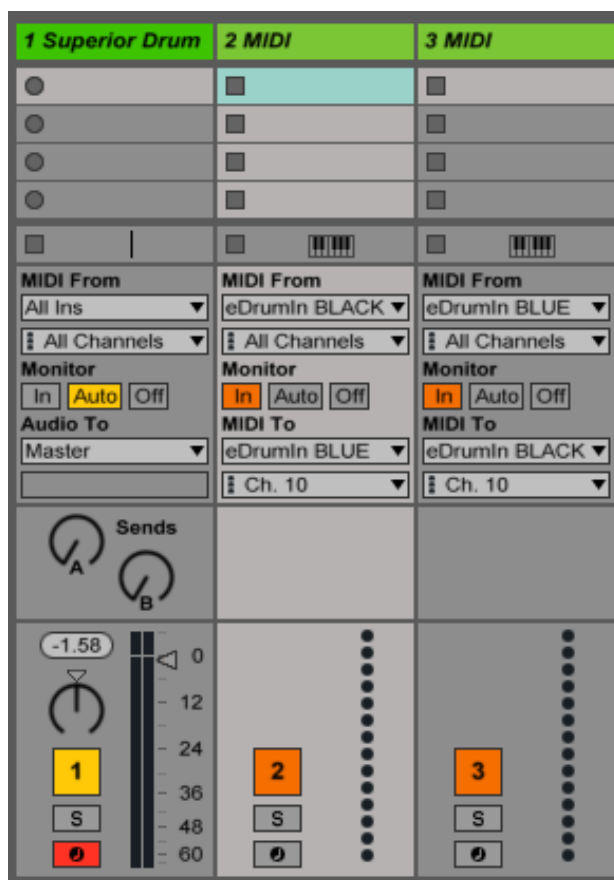 1 Superior Drum 2 MIDI 3 MIDI
MIDI From MIDI From MIDI From
All Ins eDrumIn BLACK eDrumIn BLUE
All Channels All Channels All Channels
Monitor Monitor Monitor
In Auto Off In Auto Off In Auto Off
Audio To MIDI To MIDI To
Master eDrumIn BLUE eDrumIn BLACK
Ch. 10 Ch. 10
Sends
A
B
-1.58
0
12
24
1 2 3
36
S S S
48
60